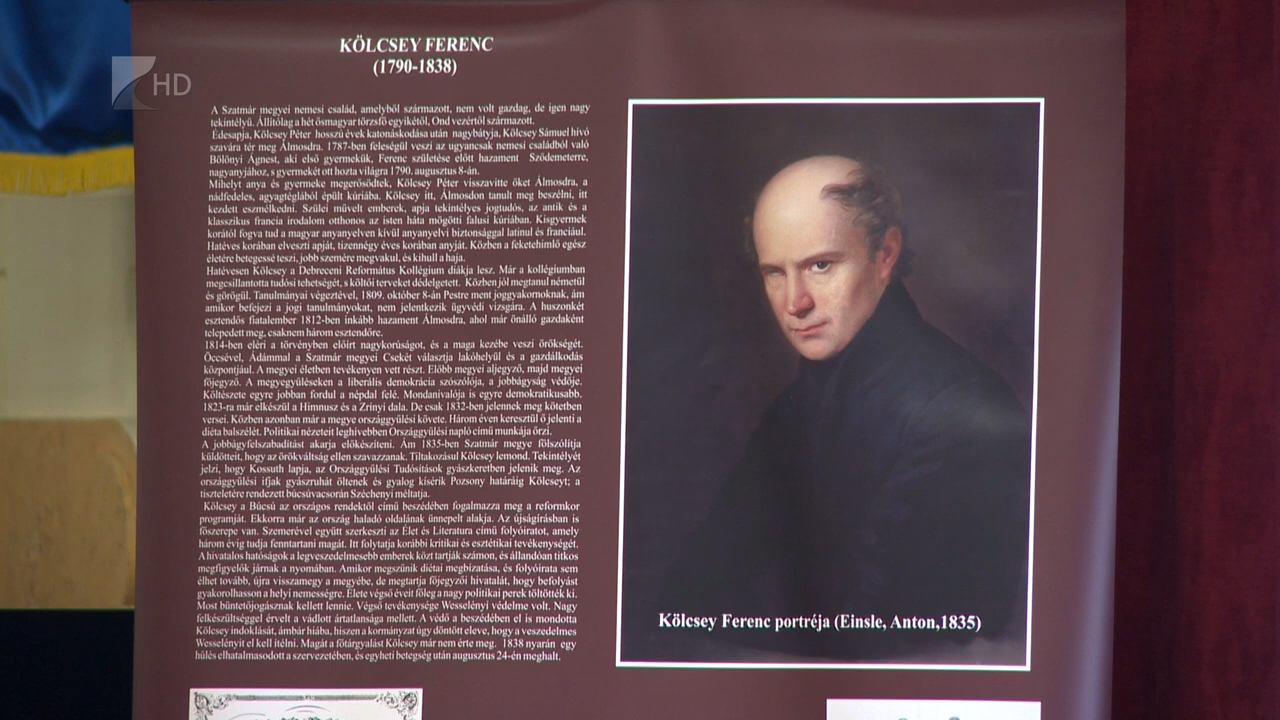 HD
KÖLCSEY FERENC
(1790-1838)
A Szatmár megyei nemesi család, amelyből származott, nem volt gazdag, de igen nagy
tekintélyű. Állítólag a hét ősmagyar törzsfő egyikétől, Ond vezértől származott.
Édesapja, Kölcsey Péter hosszú évek katonáskodása után nagybátyja, Kölcsey Sámuel hívó
szavára tér meg Álmosdra. 1787-ben feleségül veszi az ugyancsak nemesi családból való
Bölönyi Ágnest, aki első gyermekük, Ferenc születése előtt hazament Sződemeterre,
nagyanyjához, s gyermekét ott hozta világra 1790. augusztus 8-án.
Mihelyt anya és gyermeke megerősödtek, Kölcsey Péter visszavitte őket Álmosdra, a
nádfedeles, agyagtéglából épült kúriába. Kölcsey itt, Álmosdon tanult meg beszélni, itt
kezdett eszmélkedni. Szülei művelt emberek, apja tekintélyes jogtudós, az antik és a
klasszikus francia irodalom otthonos az isten háta mögötti falusi kúriában. Kisgyermek
korától fogva tud a magyar anyanyelven kívül anyanyelvi biztonsággal latinul és franciául.
Hatéves korában elveszti apját, tizennégy éves korában anyját. Közben a feketehimlő egész
életére betegessé teszi, jobb szemére megvakul, és kihull a haja.
Hatévesen Kölcsey a Debreceni Református Kollégium diákja lesz. Már a kollégiumban
megcsillantotta tudósi tehetségét, s költői terveket dédelgetett. Közben jól megtanul németül
és görögül. Tanulmányai végeztével, 1809. október 8-án Pestre ment joggyakornoknak, ám
amikor befejezi a jogi tanulmányokat, nem jelentkezik ügyvédi vizsgára. A huszonkét
esztendős fiatalember 1812-ben inkább hazament Álmosdra, ahol már önálló gazdaként
telepedett meg, csaknem három esztendőre.
1814-ben eléri a törvényben előírt nagykorúságot, és a maga kezébe veszi örökségét.
Öccsével, Ádámmal a Szatmár megyei Csekét választja lakóhelyül és a gazdálkodás
központjául. A megyei életben tevékenyen vett részt. Előbb megyei aljegyző, majd megyei
főjegyző. A megyegyűléseken a liberális demokrácia szószólója, a jobbágyság védője.
Költészete egyre jobban fordul a népdal felé. Mondanivalója is egyre demokratikusabb.
1823-ra már elkészül a Himnusz és a Zrínyi dala. De csak 1832-ben jelennek meg kötetben
versei. Közben azonban már a megye országgyűlési követe. Három éven keresztül ő jelenti a
diéta balszélét. Politikai nézeteit leghívebben Országgyűlési napló című munkája őrzi.
A jobbágyfelszabadítást akarja előkészíteni. Ám 1835-ben Szatmár megye fölszólítja
küldötteit, hogy az örökváltság ellen szavazzanak. Tiltakozásul Kölcsey lemond. Tekintélyét
jelzi, hogy Kossuth lapja, az Országgyűlési Tudósítások gyászkeretben jelenik meg. Az
országgyűlési ifjak gyászruhát öltenek és gyalog kísérik Pozsony határáig Kölcseyt; a
tiszteletére rendezett búcsúvacsorán Széchenyi méltatja.
Kölcsey a Búcsú az országos rendektől című beszédében fogalmazza meg a reformkor
programját. Ekkorra már az ország haladó oldalának ünnepelt alakja. Az újságírásban is
főszerepe van. Szemerével együtt szerkeszti az Élet és Literatura című folyóiratot, amely
három évig tudja fenntartani magát. Itt folytatja korábbi kritikai és esztétikai tevékenységét.
A hivatalos hatóságok a legveszedelmesebb emberek közt tartják számon, és állandóan titkos
megfigyelők járnak a nyomában. Amikor megszűnik diétai megbízatása, és folyóirata sem
élhet tovább, újra visszamegy a megyébe, de megtartja főjegyzői hivatalát, hogy befolyást
gyakorolhasson a helyi nemességre. Élete végső éveit főleg a nagy politikai perek töltötték ki.
Most büntetőjogásznak kellett lennie. Végső tevékenysége Wesselényi védelme volt. Nagy
felkészültséggel érvelt a vádlott ártatlansága mellett. A védő a beszédében el is mondotta
Kölcsey indoklását, ámbár hiába, hiszen a kormányzat úgy döntött eleve, hogy a veszedelmes
Wesselényit el kell ítélni. Magát a főtárgyalást Kölcsey már nem érte meg. 1838 nyarán egy
hűlés elhatalmasodott a szervezetében, és egyheti betegség után augusztus 24-én meghalt.
Kölcsey Ferenc portréja (Einsle, Anton,1835)